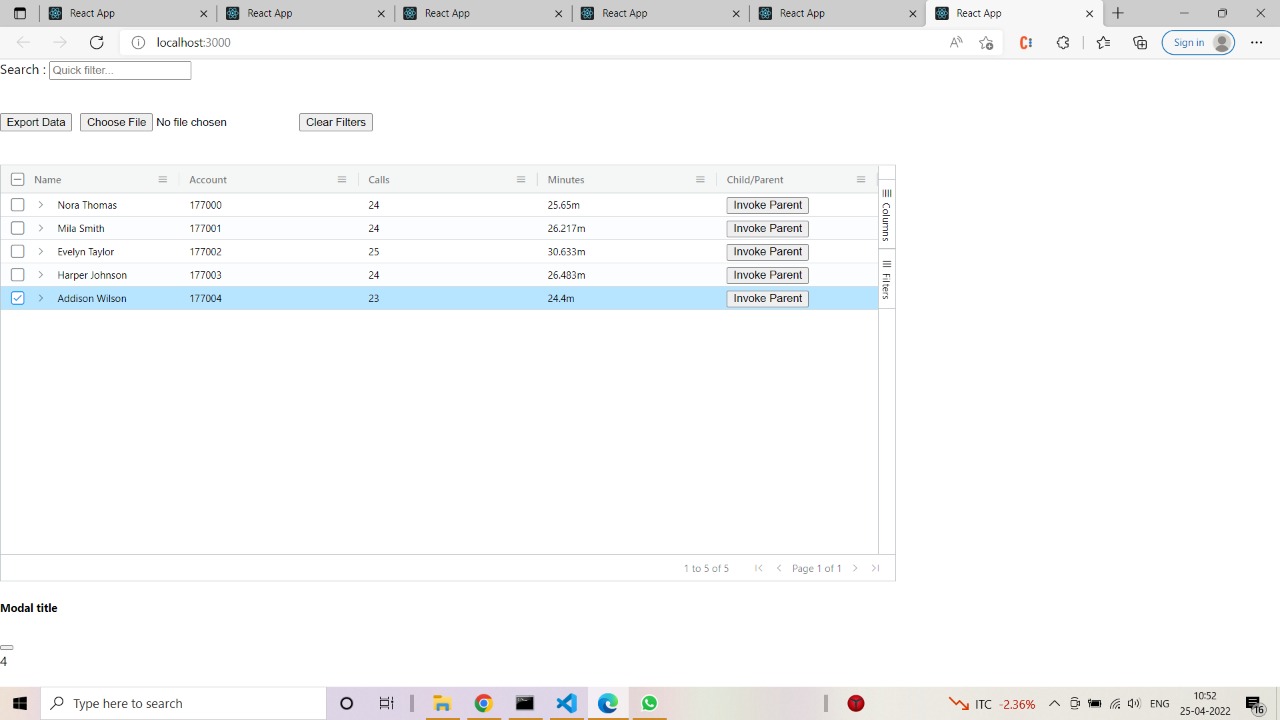 React App React App React App React App React App React App
localhost:3000 Sign in
Search : Quick filter...
Export Data Choose File No file chosen Clear Filters
Name Account Calls Minutes Child/Parent
Nora Thomas 177000 24 25.65m Invoke Parent
Mila Smith 177001 24 26.217m Invoke Parent
Evelyn Taylor 177002 25 30.633m Invoke Parent
Harper Johnson 177003 24 26.483m Invoke Parent
Addison Wilson 177004 23 24.4m Invoke Parent
Columns
Filters
1 to 5 of 5 Page 1 of 1
Modal title
4
Type here to search ITC -2.36% ENG 10:52
25-04-2022 16